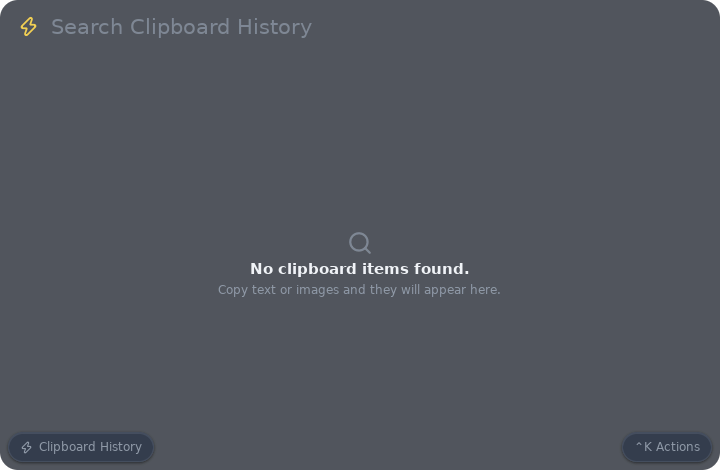 Search Clipboard History
No clipboard items found.
Copy text or images and they will appear here.
Clipboard History
⌃K Actions